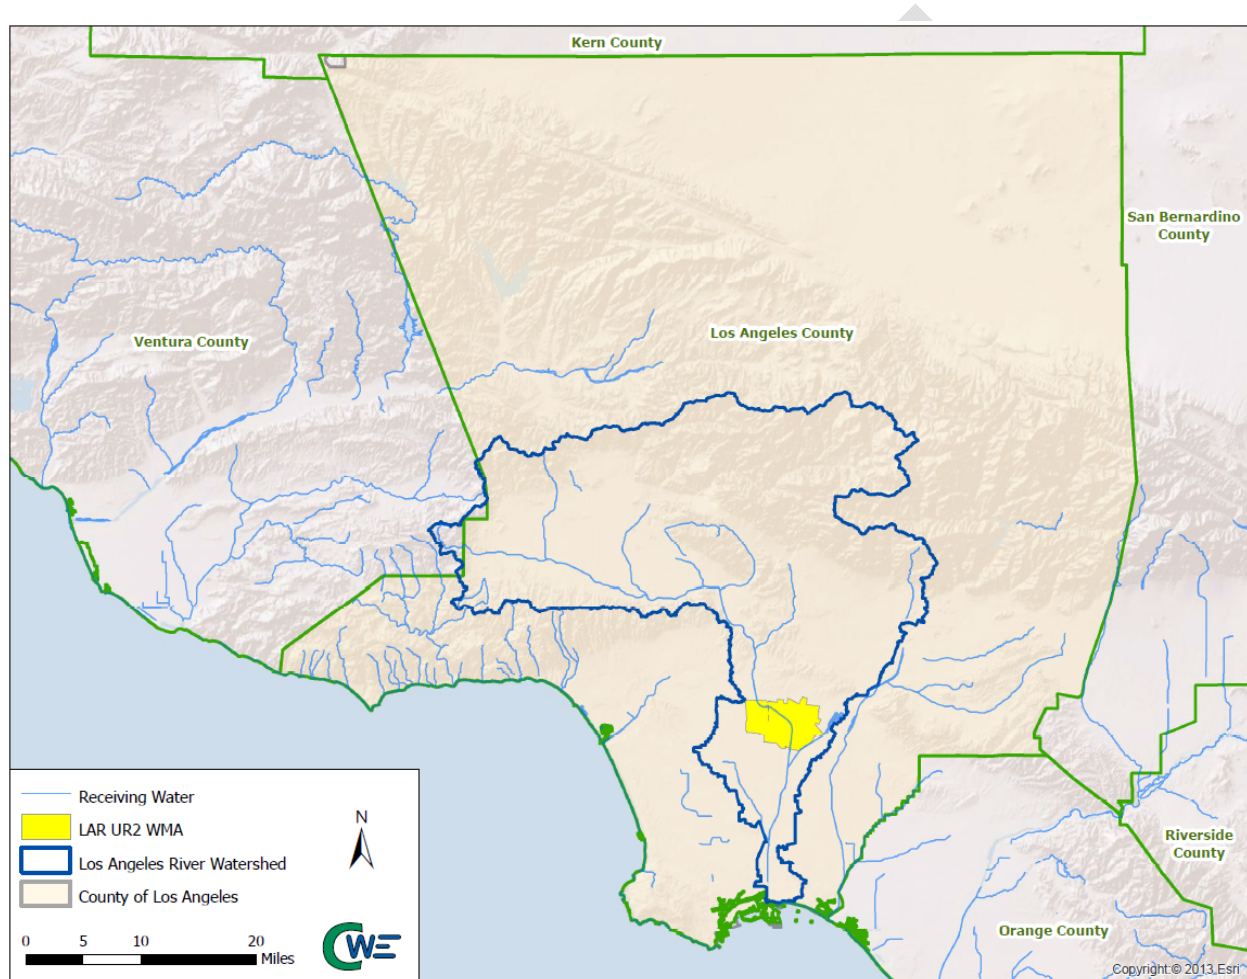 Kern County
San Bernardino
County
Los Angeles County
Ventura County
Receiving Water
LAR UR2 WMA
Los Angeles River Watershed
County of Los Angeles
N
0 5 10 20
Miles
CWE
Riverside
County
Orange County
Copyright:© 2013 Esri